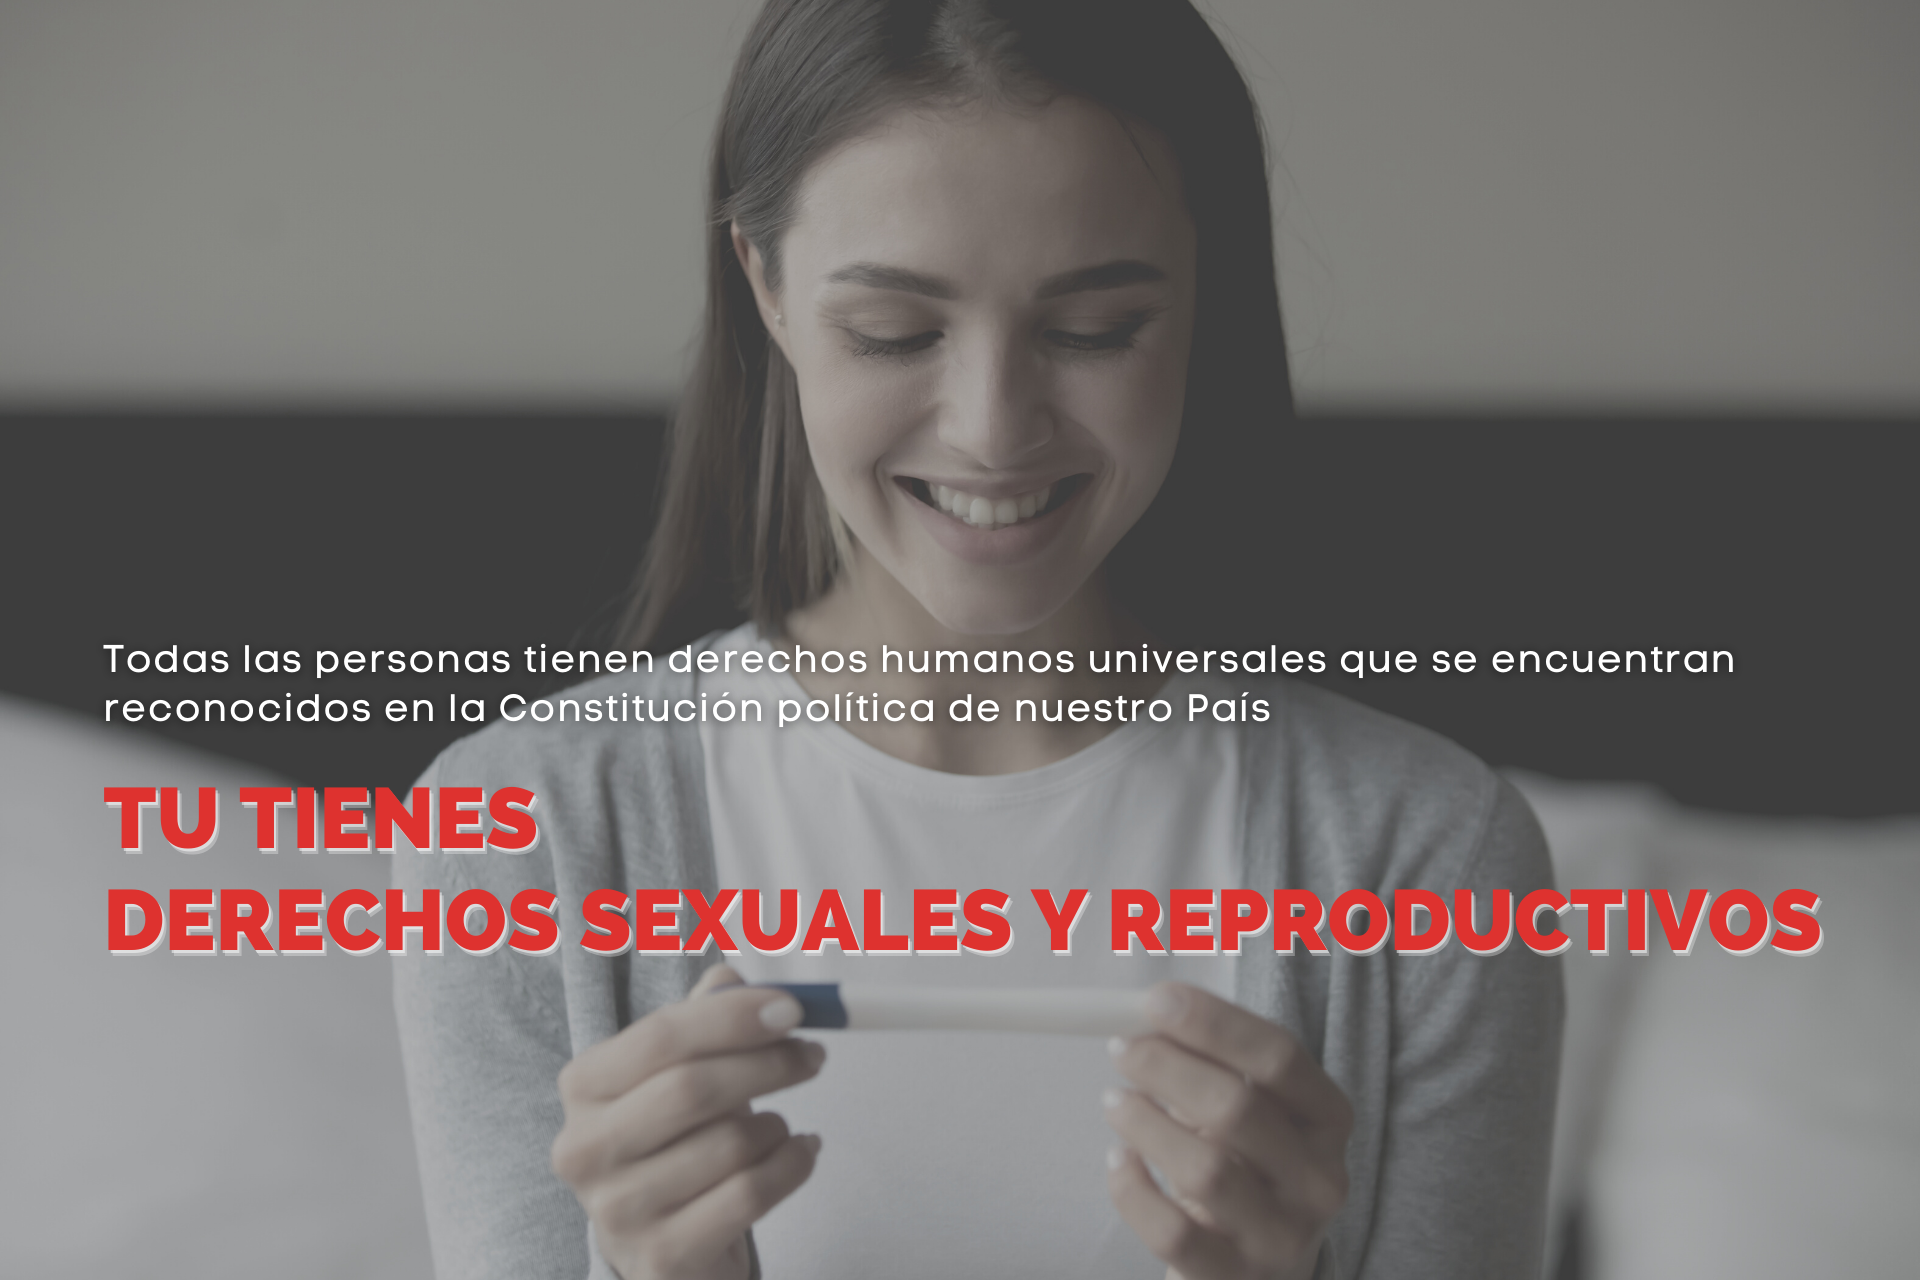 Todas las personas tienen derechos humanos universales que se encuentran
reconocidos en la Constitución política de nuestro País
TU TIENES
DERECHOS SEXUALES Y REPRODUCTIVOS